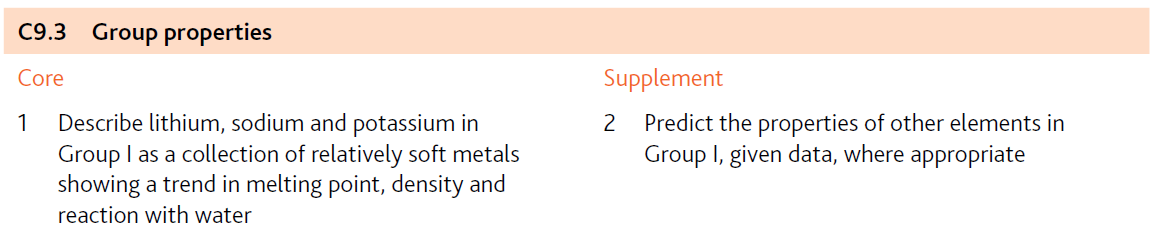 C9.3 Group properties
Core
1 Describe lithium, sodium and potassium in
Group I as a collection of relatively soft metals
showing a trend in melting point, density and
reaction with water
Supplement
2 Predict the properties of other elements in
Group I, given data, where appropriate